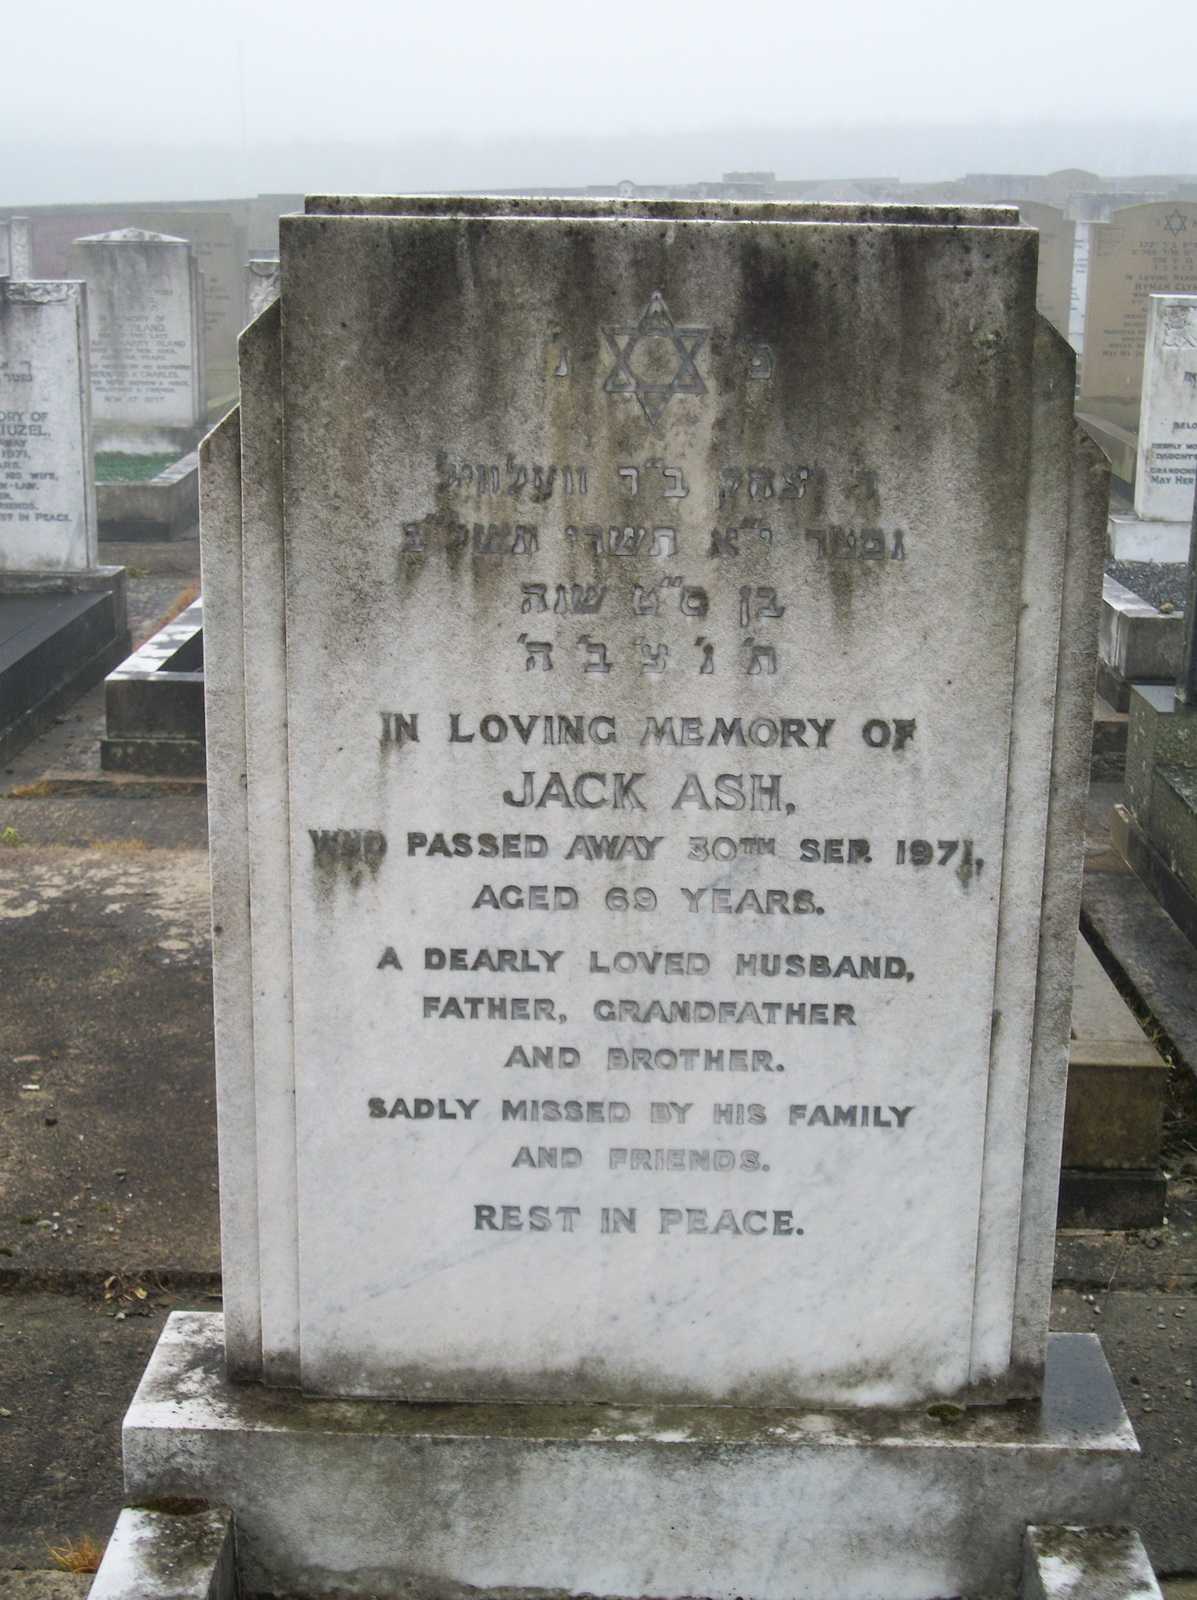 פ' נ'
ר' יצחק ב"ר וועלוויל
נפטר י"א תשרי תשל"ב
בן ס"ט שנה
ת' נ' צ' ב' ה'
IN LOVING MEMORY OF
JACK ASH,
WHO PASSED AWAY 30TH SEP. 1971,
AGED 69 YEARS.
A DEARLY LOVED HUSBAND,
FATHER, GRANDFATHER
AND BROTHER.
SADLY MISSED BY HIS FAMILY
AND FRIENDS.
REST IN PEACE.